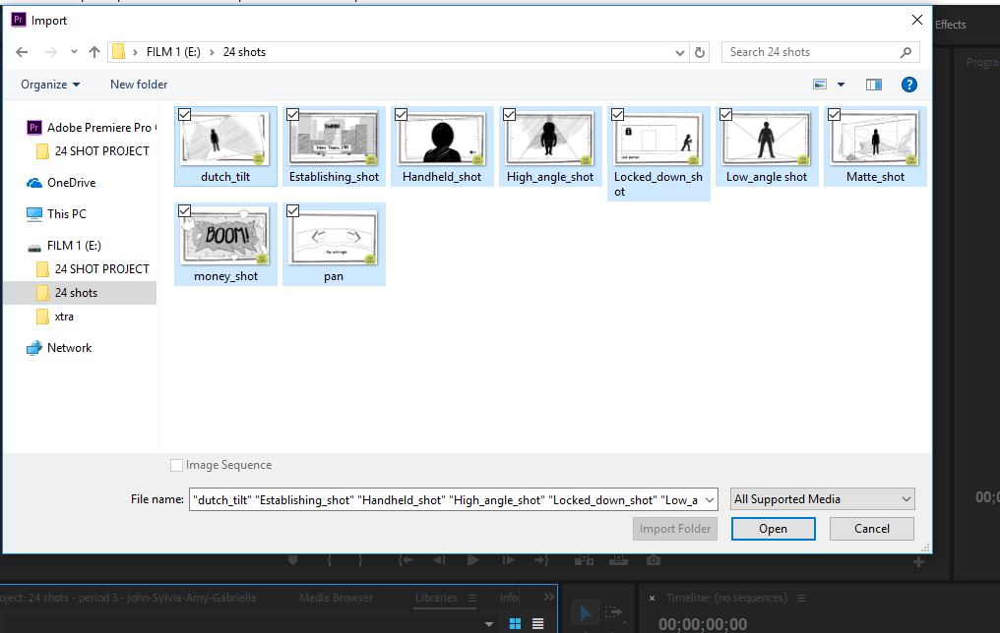 Pr Import
Effects
FILM 1 (E:) > 24 shots
Search 24 shots
Progra
Organize
New folder
?
Pr Adobe Premiere Pro
24 SHOT PROJECT
OneDrive
This PC
FILM 1 (E:)
24 SHOT PROJECT
24 shots
xtra
Network
dutch_tilt
Establishing_shot
Handheld_shot
High_angle_shot
Locked_down_sh
ot
Low_angle shot
Matte_shot
BOOM!
money_shot
pan
Image Sequence
File name:
"dutch_tilt" "Establishing_shot" "Handheld_shot" "High_angle_shot" "Locked_down_shot" "Low_a
All Supported Media
Import Folder
Open
Cancel
00;0
oject: 24 shots - period 3 - John-Sylvia-Amy-Gabriella
Media Browser
Libraries
Info
Timeline: (no sequences)
00;00;00;00